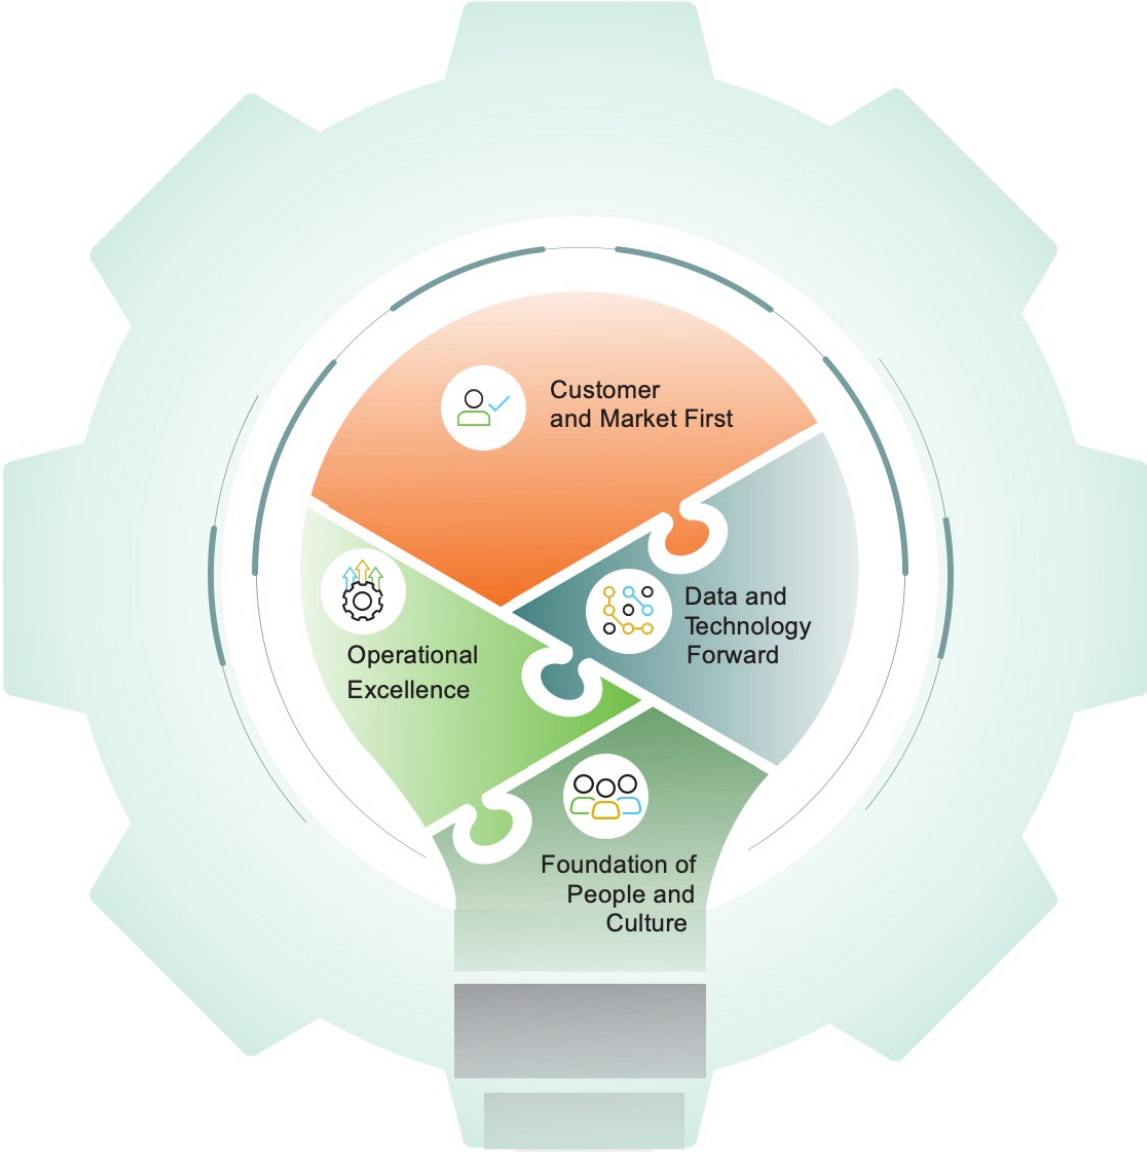 Customer
and Market First
Data and
Technology
Forward
Operational
Excellence
Foundation of
People and
Culture